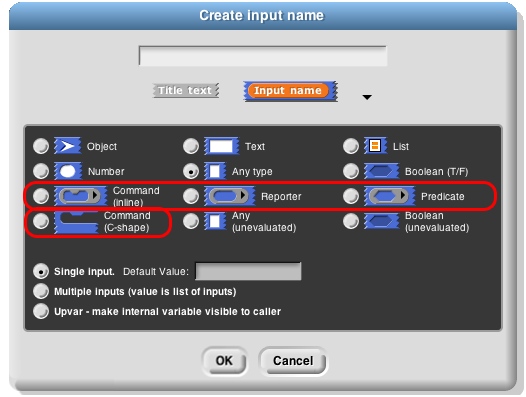 Create input name
Title text Input name
Object Text List
Number Any type Boolean (T/F)
Command
(inline) Reporter Predicate
Command
(C-shape) Any
(unevaluated) Boolean
(unevaluated)
Single input. Default Value:
Multiple inputs (value is list of inputs)
Upvar - make internal variable visible to caller
OK Cancel